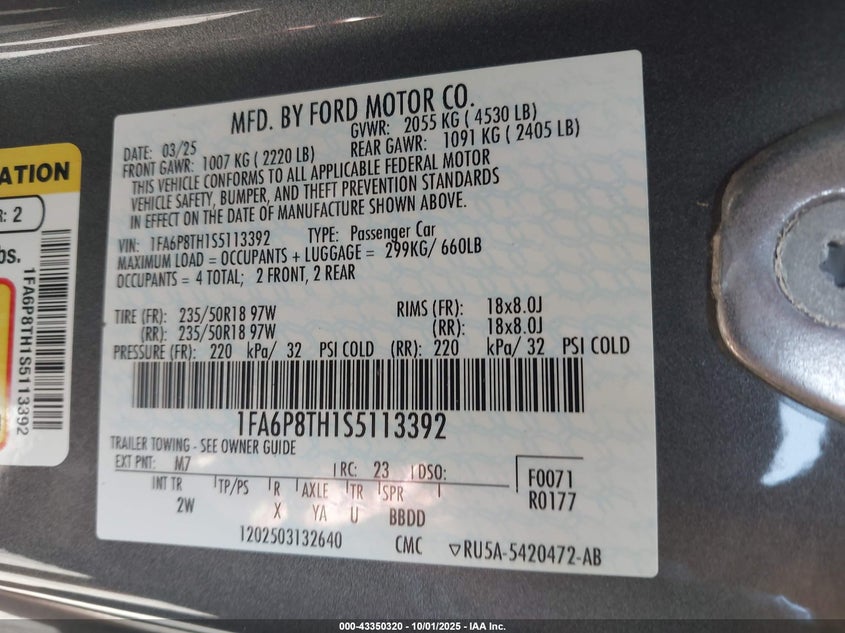 MFD. BY FORD MOTOR CO.
DATE: 03/25
GVWR: 2055 KG ( 4530 LB)
FRONT GAWR: 1007 KG ( 2220 LB)
REAR GAWR: 1091 KG ( 2405 LB)
THIS VEHICLE CONFORMS TO ALL APPLICABLE FEDERAL MOTOR
VEHICLE SAFETY, BUMPER, AND THEFT PREVENTION STANDARDS
IN EFFECT ON THE DATE OF MANUFACTURE SHOWN ABOVE.
VIN: 1FA6P8TH1S5113392 TYPE: Passenger Car
MAXIMUM LOAD = OCCUPANTS + LUGGAGE = 299KG/ 660LB
OCCUPANTS = 4 TOTAL; 2 FRONT, 2 REAR
TIRE (FR): 235/50R18 97W RIMS (FR): 18x8.0J
(RR): 235/50R18 97W (RR): 18x8.0J
PRESSURE (FR): 220 kPa/ 32 PSI COLD (RR): 220 kPa/ 32 PSI COLD
1FA6P8TH1S5113392
TRAILER TOWING - SEE OWNER GUIDE
EXT PNT: M7 RC: 23 DSO:
F0071
R0177
INT TR TP/PS R AXLE TR SPR
2W X YA U BBDD
1202503132640 CMC ▽RU5A-5420472-AB
ATION
R: 2
bs.
1FA6P8TH1S5113392
000-43350320 - 10/01/2025 - IAA Inc.